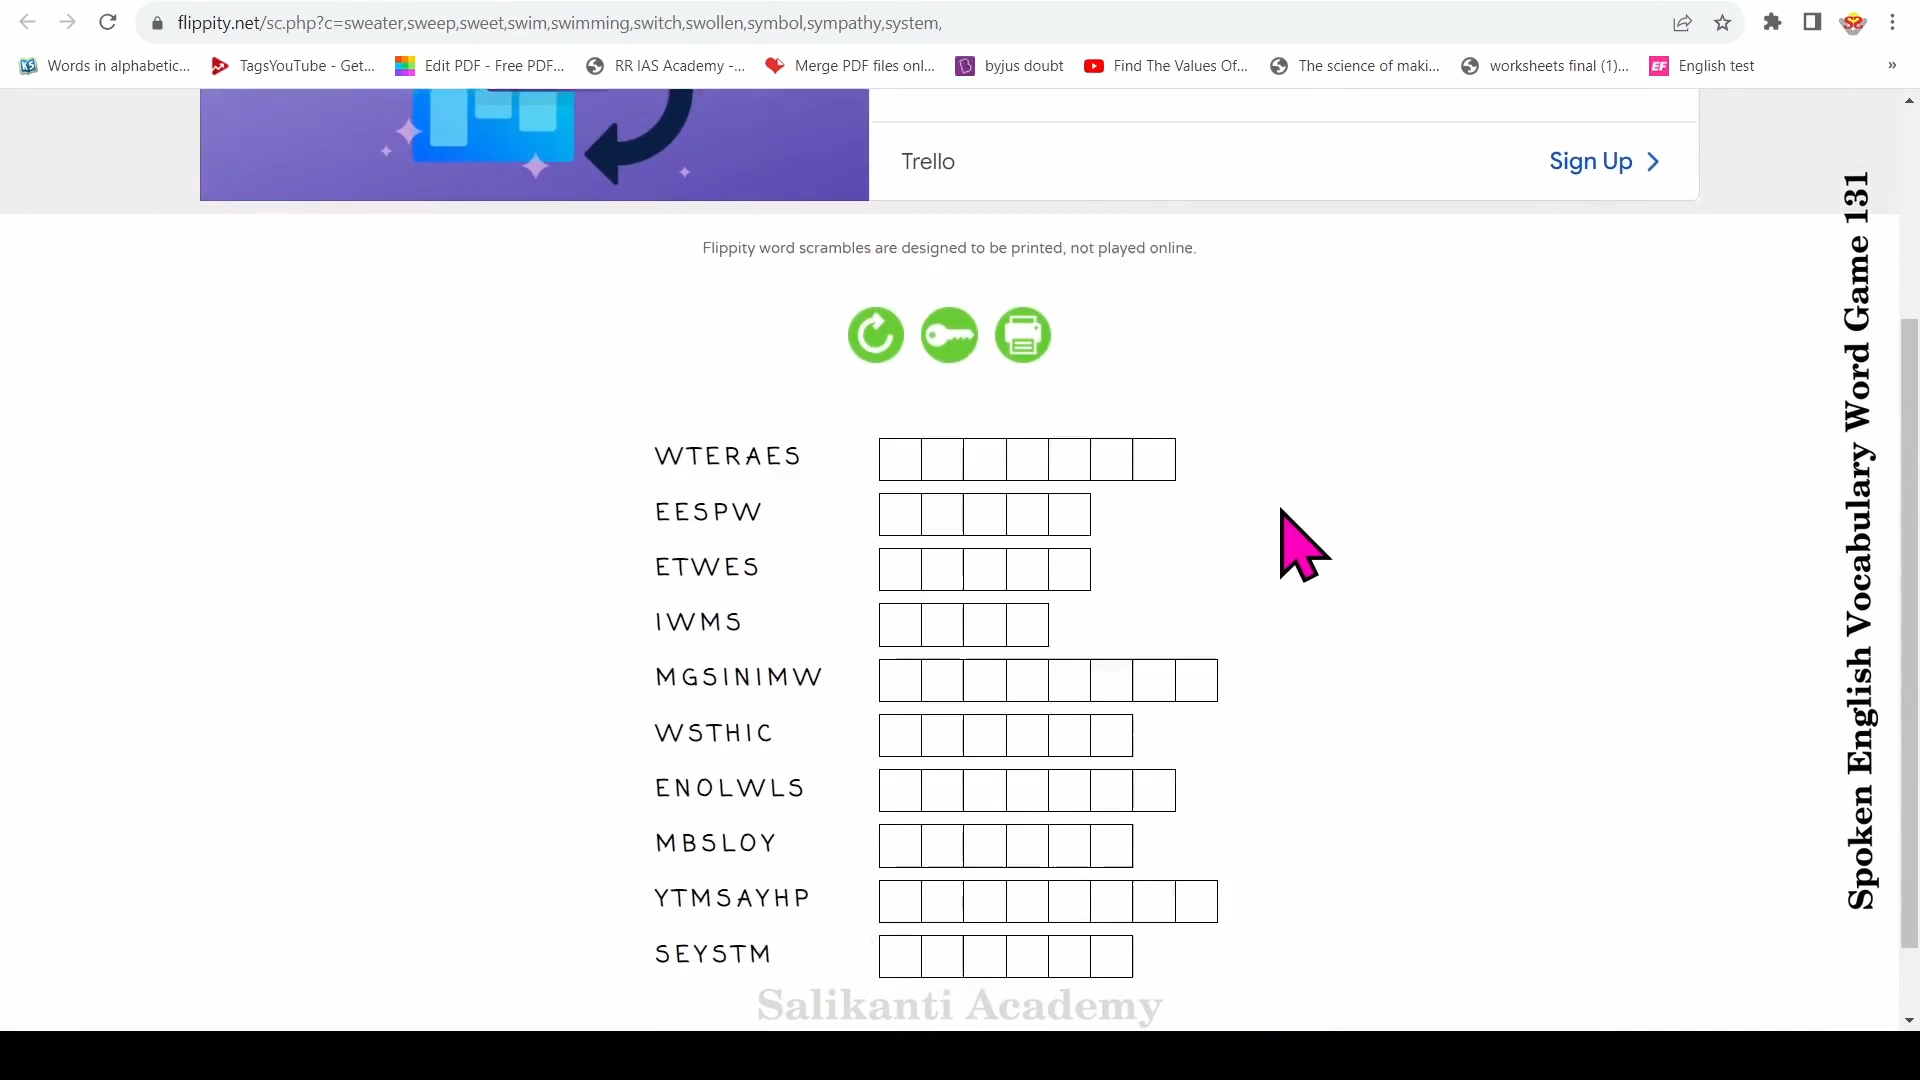 flippity.net/sc.php?c=sweater,sweep,sweet,swim,swimming,switch,swollen,symbol,sympathy,system,
Words in alphabetic... TagsYouTube - Get... Edit PDF - Free PDF... RR IAS Academy -... Merge PDF files onl... byjus doubt Find The Values Of... The science of maki... worksheets final (1)... EF English test »
Trello Sign Up
Flippity word scrambles are designed to be printed, not played online.
WTERAES
EESPW
ETWES
IWMS
MGSINIMW
WSTHIC
ENOLWLS
MBSLOY
YTMSAYHP
SEYSTM
Salikanti Academy
Spoken English Vocabulary Word Game 131